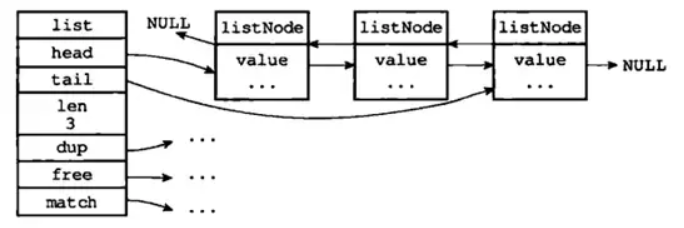 list
head
tail
len
3
dup
free
match
NULL
listNode
value
...
listNode
value
...
listNode
value
...
NULL
...
...
...